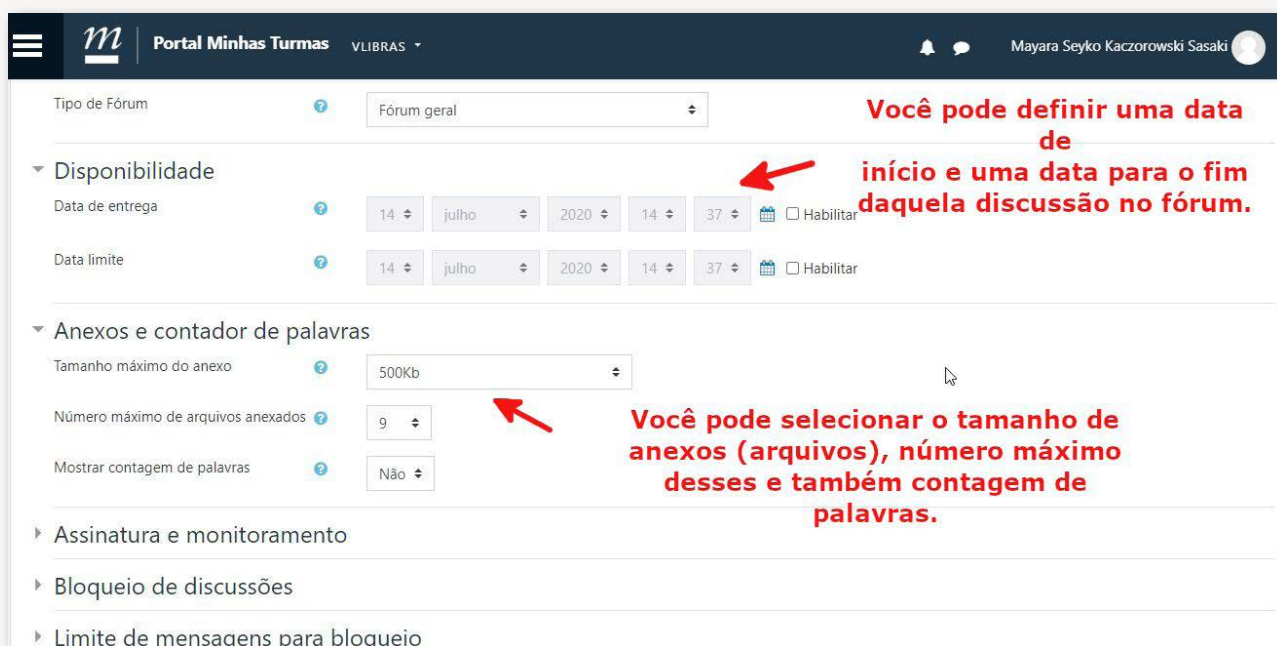 m Portal Minhas Turmas VLIBRAS Mayara Seyko Kaczorowski Sasaki
Tipo de Fórum Fórum geral
Você pode definir uma data
de
início e uma data para o fim
daquela discussão no fórum.
Disponibilidade
Data de entrega 14 julho 2020 14 37 Habilitar
Data limite 14 julho 2020 14 37 Habilitar
Anexos e contador de palavras
Tamanho máximo do anexo 500Kb
Número máximo de arquivos anexados 9
Mostrar contagem de palavras Não
Você pode selecionar o tamanho de
anexos (arquivos), número máximo
desses e também contagem de
palavras.
Assinatura e monitoramento
Bloqueio de discussões
Limite de mensagens para bloqueio